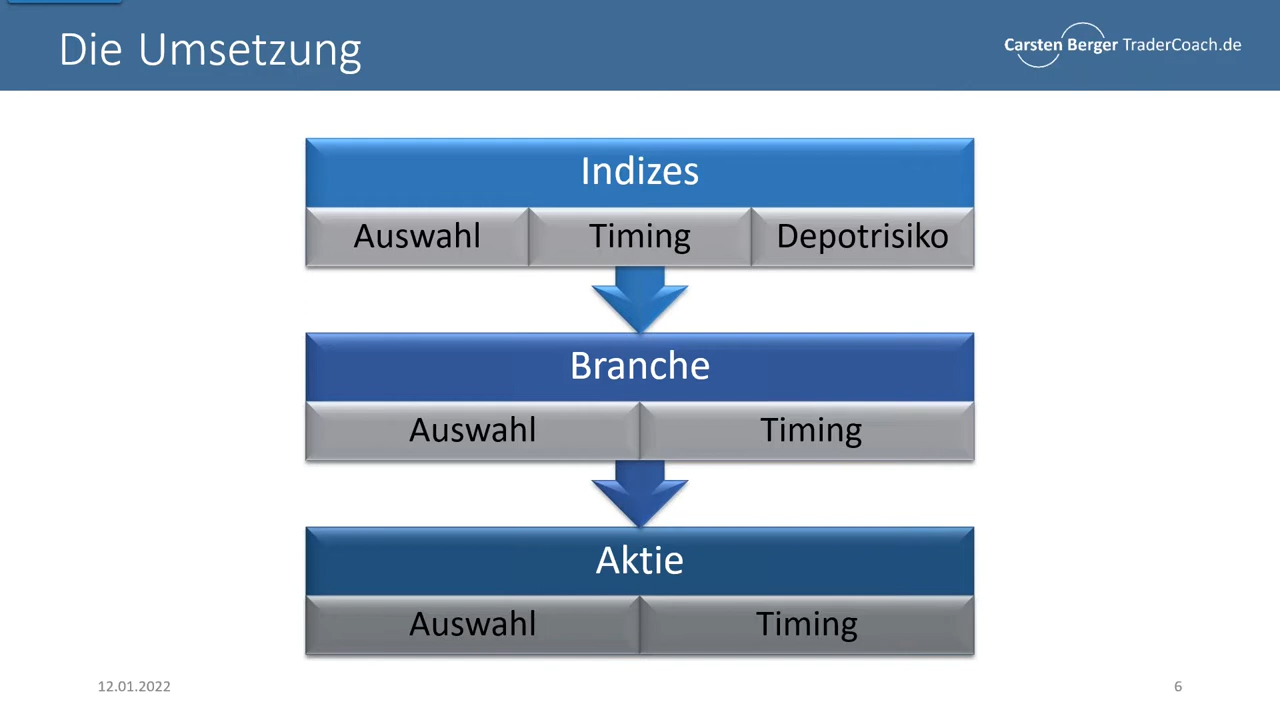 Die Umsetzung
Carsten Berger TraderCoach.de
Indizes
Auswahl Timing Depotrisiko
Branche
Auswahl Timing
Aktie
Auswahl Timing
12.01.2022 6